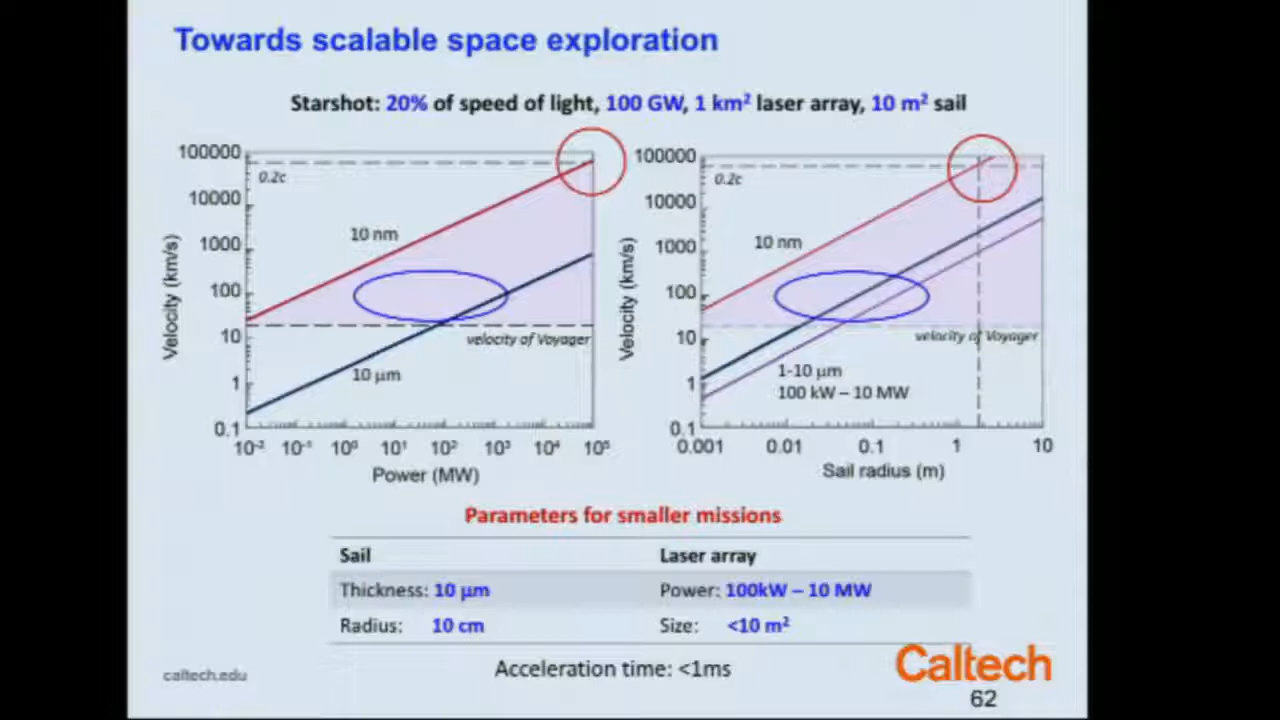 Towards scalable space exploration
Starshot: 20% of speed of light, 100 GW, 1 km² laser array, 10 m² sail
100000
10000
1000
100
10
1
0.1
Velocity (km/s)
0.2c
10 nm
velocity of Voyager
10 µm
10⁻² 10⁻¹ 10⁰ 10¹ 10² 10³ 10⁴ 10⁵
Power (MW)
100000
10000
1000
100
10
1
0.1
Velocity (km/s)
0.2c
10 nm
velocity of Voyager
1-10 µm
100 kW – 10 MW
0.001 0.01 0.1 1 10
Sail radius (m)
Parameters for smaller missions
Sail Laser array
Thickness: 10 µm Power: 100kW – 10 MW
Radius: 10 cm Size: <10 m²
Acceleration time: <1ms
caltech.edu
Caltech
62